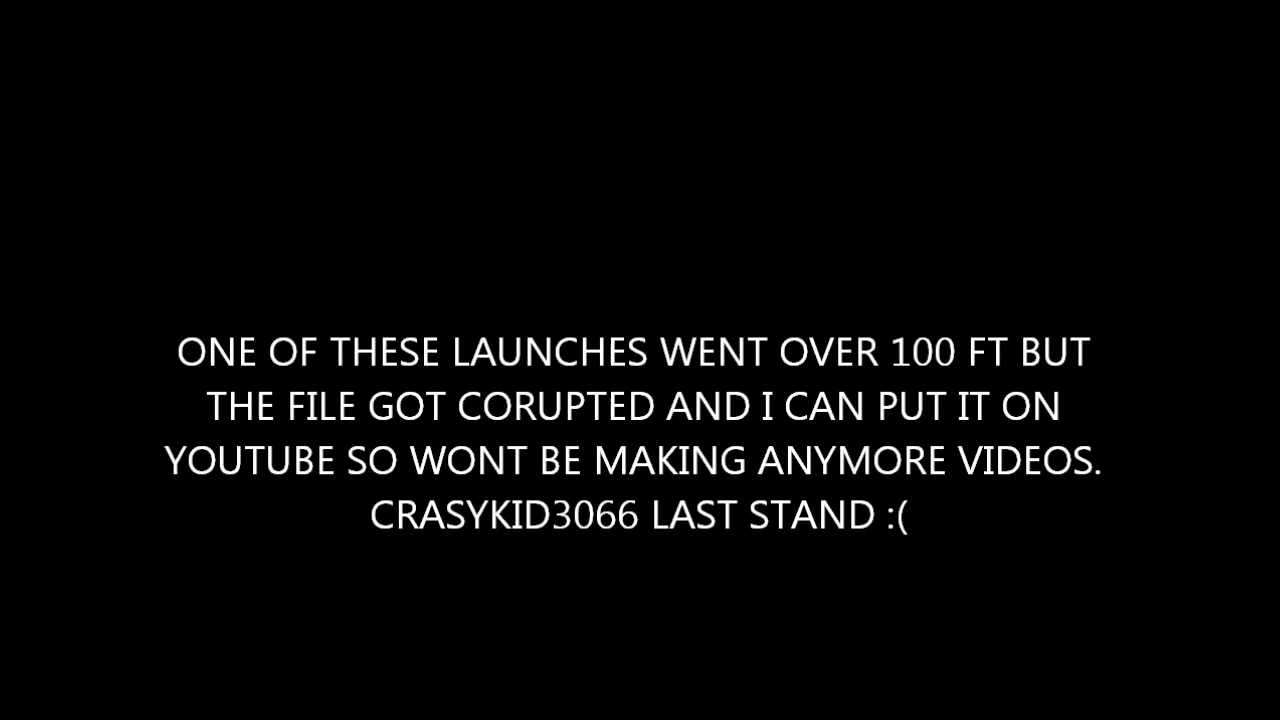 ONE OF THESE LAUNCHES WENT OVER 100 FT BUT
THE FILE GOT CORUPTED AND I CAN PUT IT ON
YOUTUBE SO WONT BE MAKING ANYMORE VIDEOS.
CRASYKID3066 LAST STAND :(